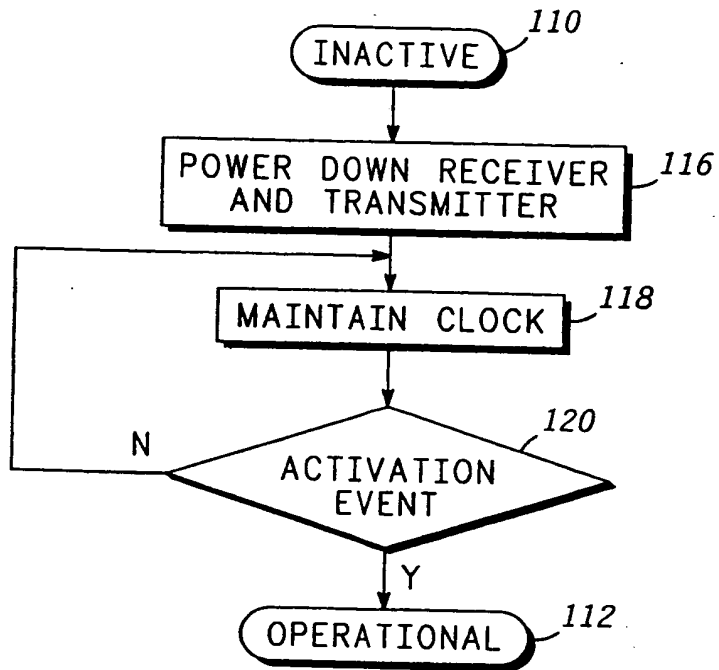 INACTIVE
110
POWER DOWN RECEIVER
AND TRANSMITTER
116
MAINTAIN CLOCK
118
N
ACTIVATION
EVENT
120
Y
OPERATIONAL
112